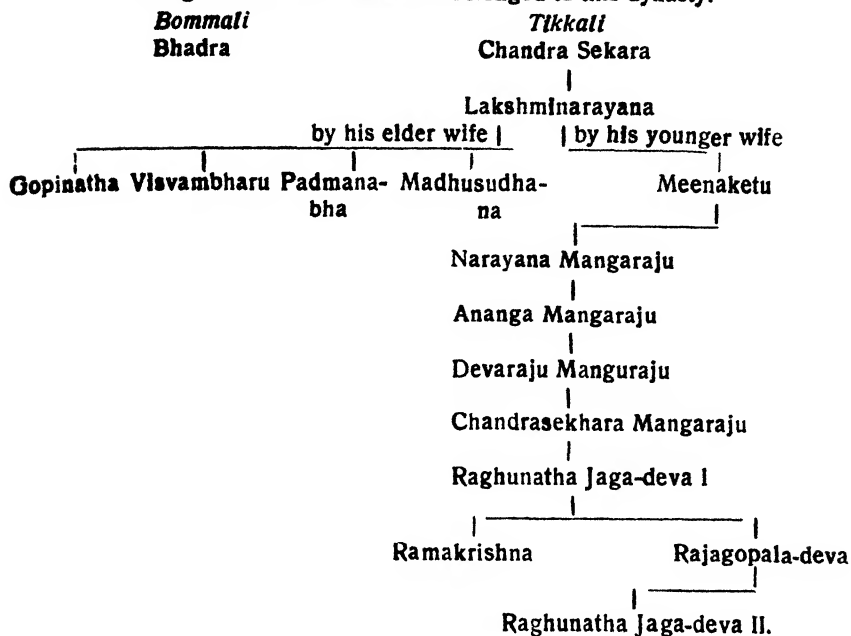 Bommali Tikkali
Bhadra Chandra Sekara
Lakshminarayana
by his elder wife by his younger wife
Gopinatha Visvambharu Padmana- Madhusudha- Meenaketu
bha na
Narayana Mangaraju
Ananga Mangaraju
Devaraju Manguraju
Chandrasekhara Mangaraju
Raghunatha Jaga-deva I
Ramakrishna Rajagopala-deva
Raghunatha Jaga-deva II.